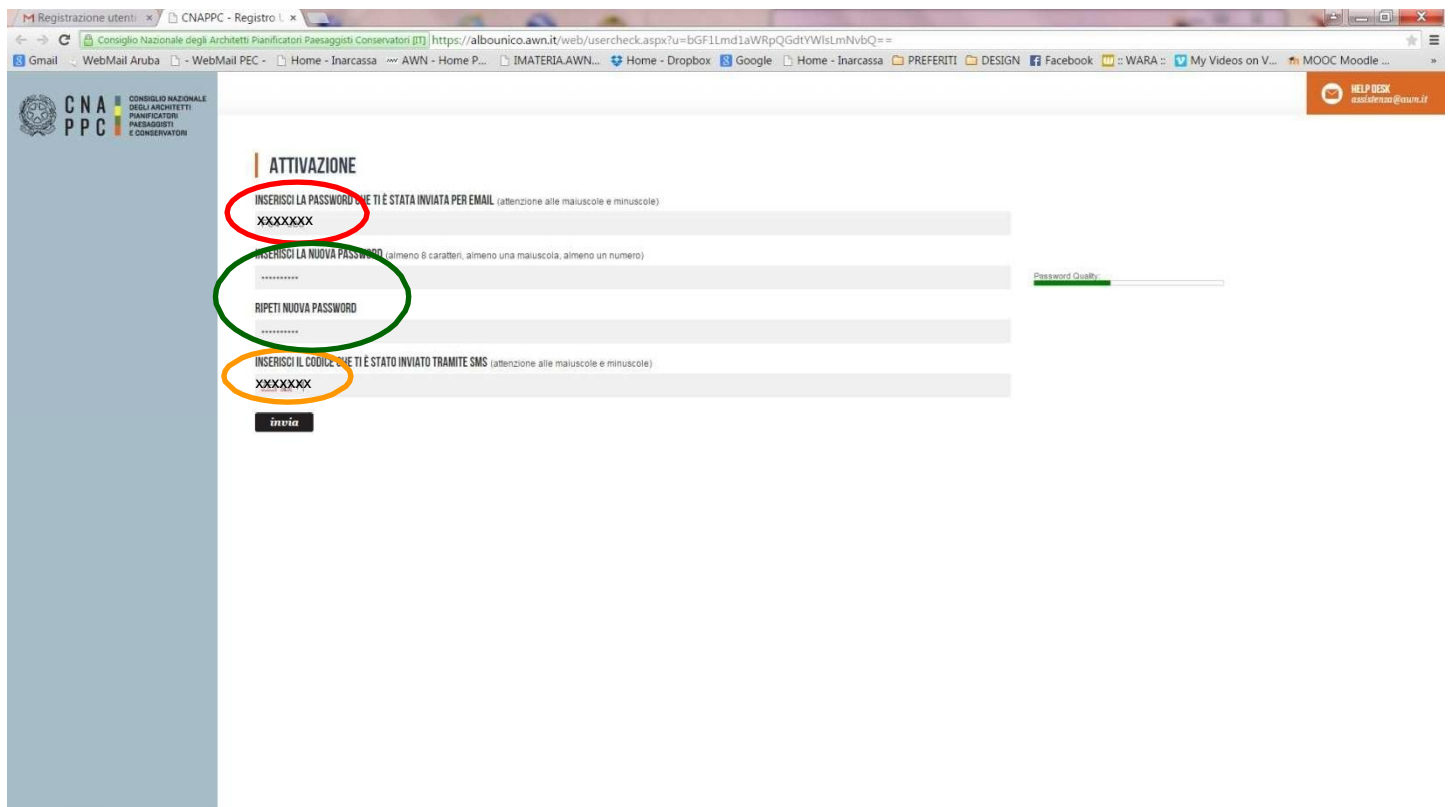 Registrazione utenti
CNAPPC - Registro U
Consiglio Nazionale degli Architetti Pianificatori Paesaggisti Conservatori [IT] https://albounico.awn.it/web/usercheck.aspx?u=bGF1Lmd1aWRpQGdtYWlsLmNvbQ==
Gmail WebMail Aruba - WebMail PEC - Home - Inarcassa AWN - Home P... IMATERIA.AWN... Home - Dropbox Google Home - Inarcassa PREFERITI DESIGN Facebook :: WARA :: My Videos on V... MOOC Moodle ... »
CNA
PPC
CONSIGLIO NAZIONALE
DEGLI ARCHITETTI
PIANIFICATORI
PAESAGGISTI
E CONSERVATORI
HELP DESK
assistenza@awn.it
ATTIVAZIONE
INSERISCI LA PASSWORD CHE TI È STATA INVIATA PER EMAIL (attenzione alle maiuscole e minuscole)
XXXXXXX
INSERISCI LA NUOVA PASSWORD (almeno 8 caratteri, almeno una maiuscola, almeno un numero)
••••••••••
Password Quality:
RIPETI NUOVA PASSWORD
••••••••••
INSERISCI IL CODICE CHE TI È STATO INVIATO TRAMITE SMS (attenzione alle maiuscole e minuscole)
XXXXXXX
invia